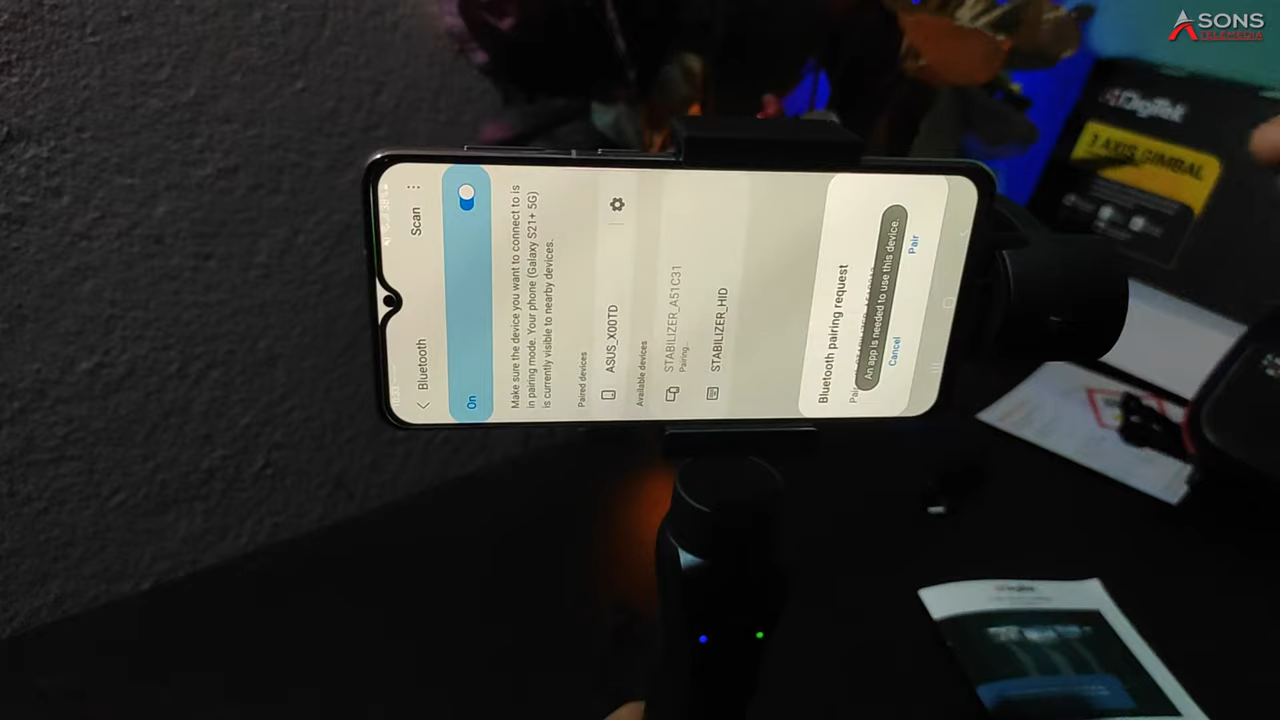 SONS
TELEMEDIA
Bluetooth
Scan
On
Make sure the device you want to connect to is
in pairing mode. Your phone (Galaxy S21+ 5G)
is currently visible to nearby devices.
Paired devices
ASUS_X00TD
Available devices
STABILIZER_A51C31
Pairing...
STABILIZER_HID
Bluetooth pairing request
An app is needed to use this device.
Cancel
Pair
DigiTek
3 AXIS GIMBAL